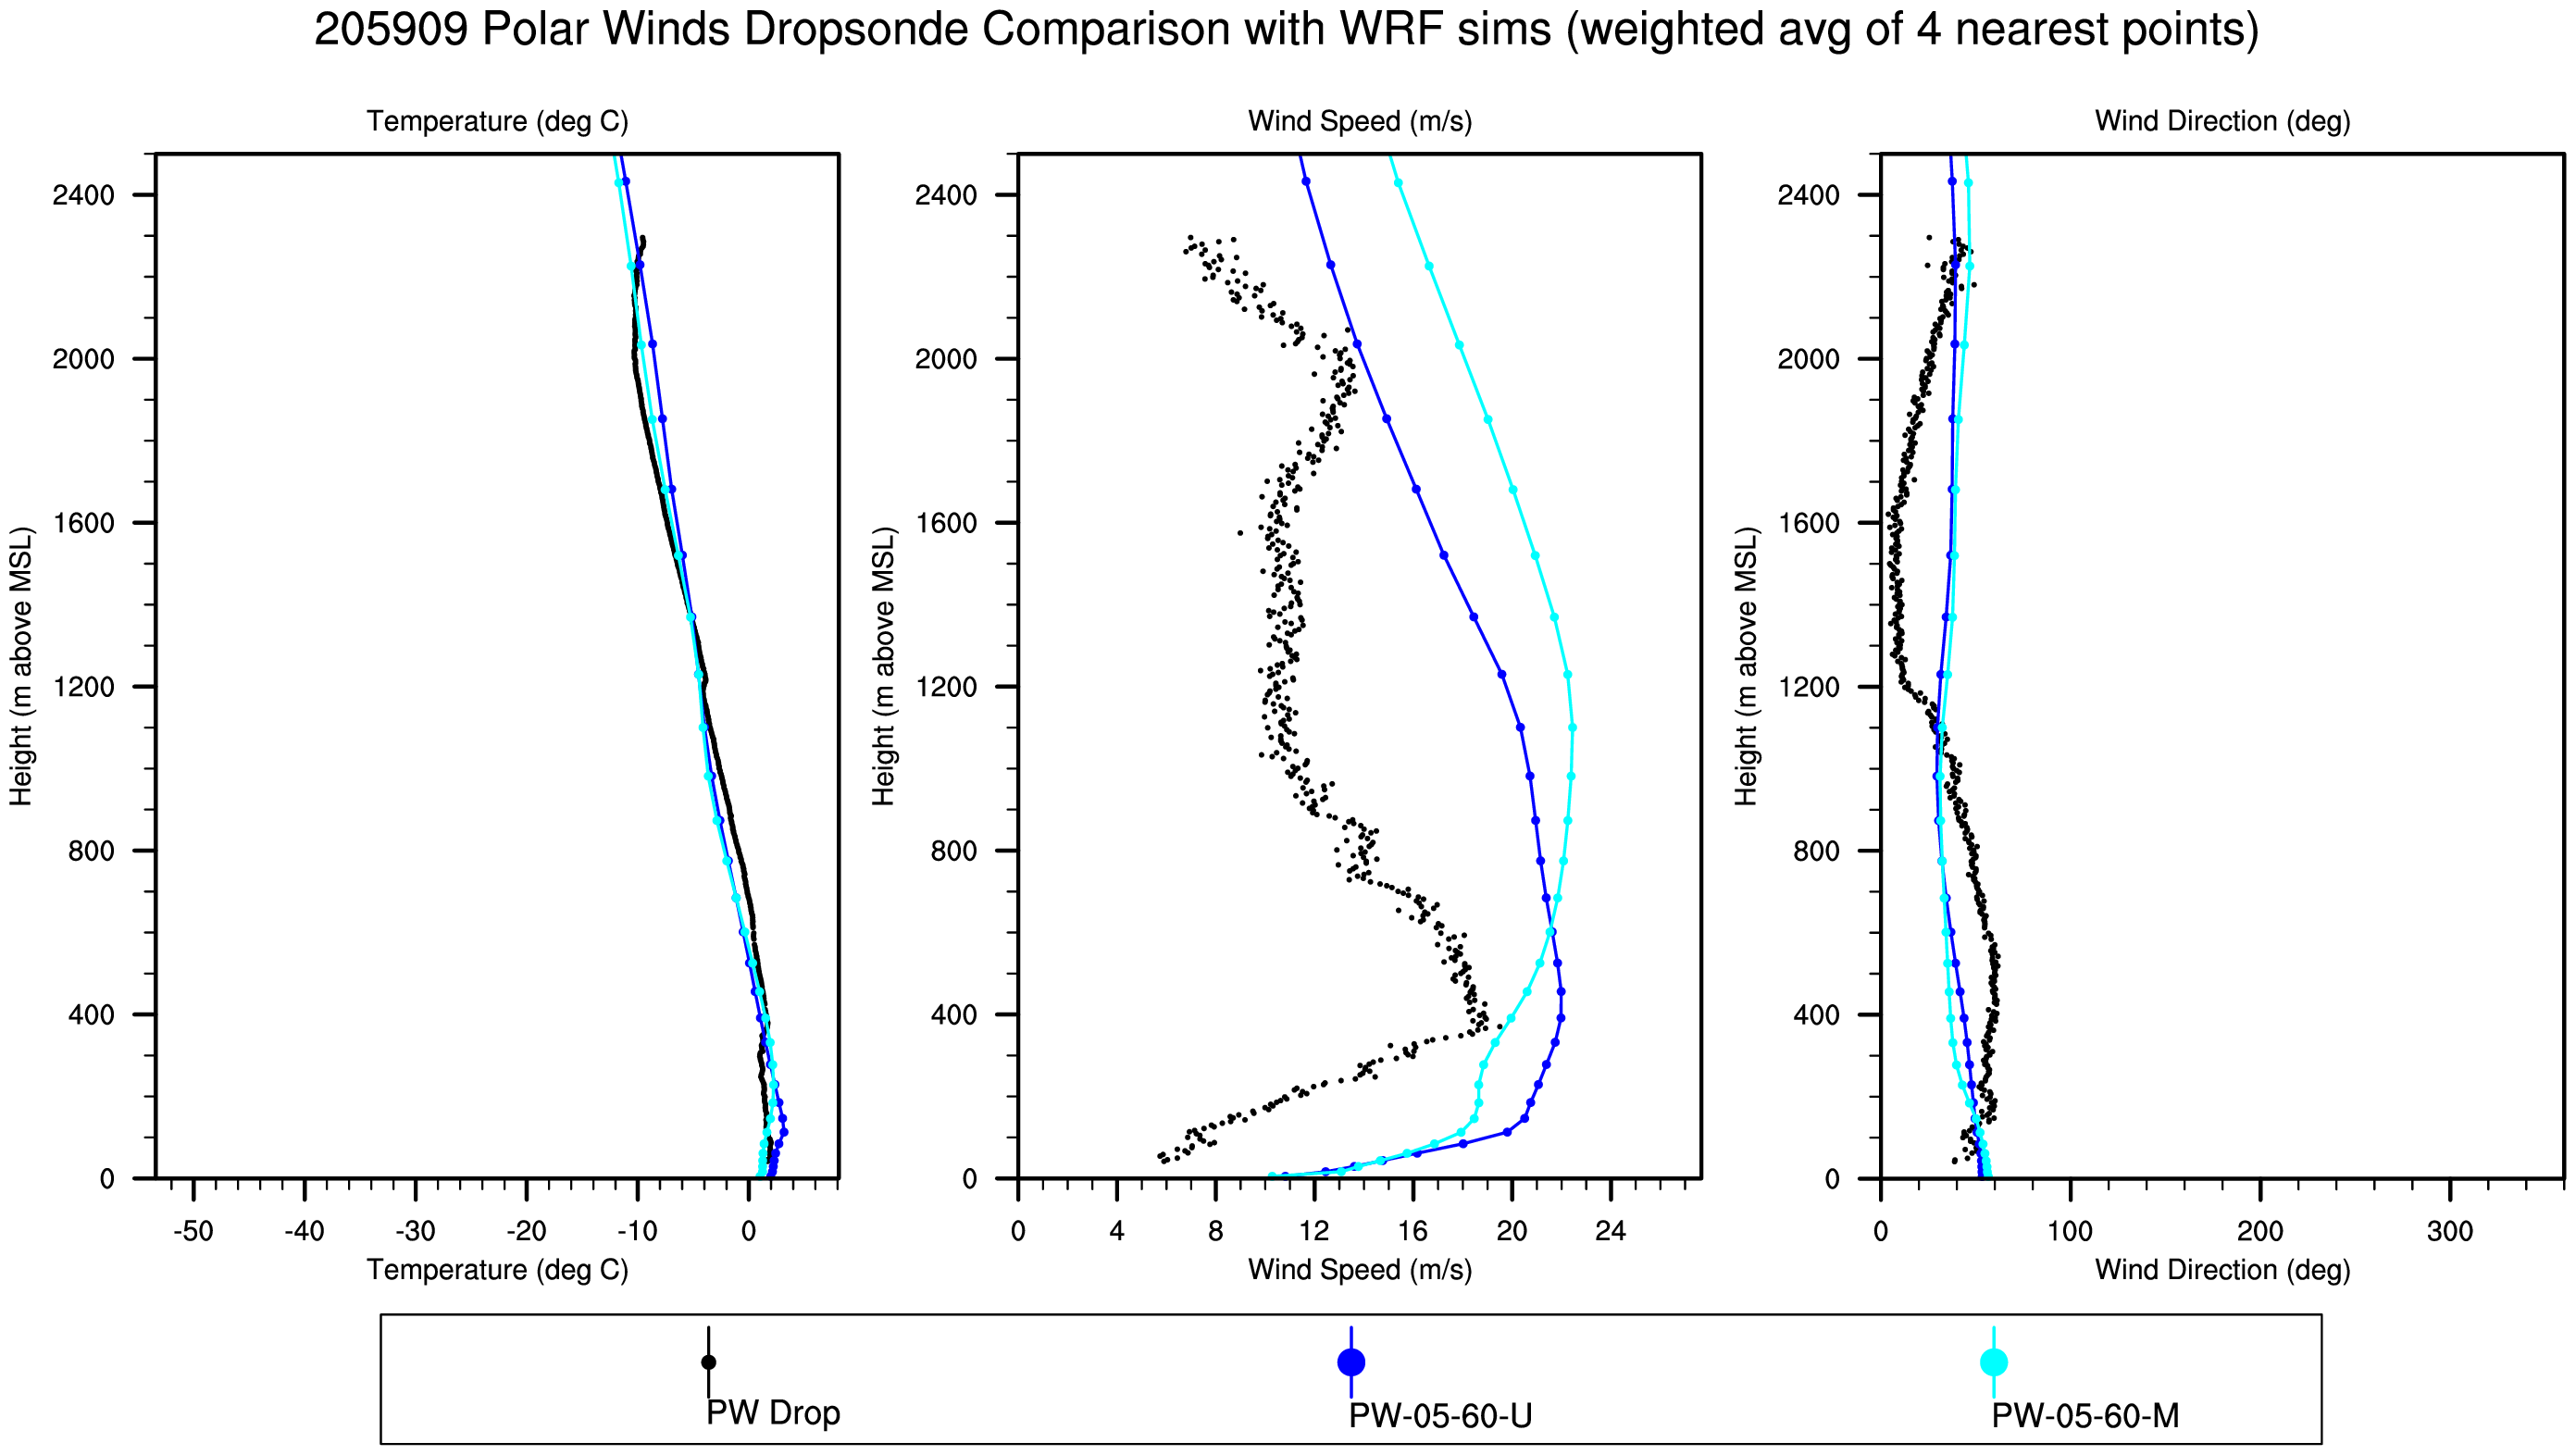 205909 Polar Winds Dropsonde Comparison with WRF sims (weighted avg of 4 nearest points)
Temperature (deg C)
Wind Speed (m/s)
Wind Direction (deg)
Height (m above MSL)
2400
2000
1600
1200
800
400
0
-50 -40 -30 -20 -10 0
Temperature (deg C)
Height (m above MSL)
2400
2000
1600
1200
800
400
0
0 4 8 12 16 20 24
Wind Speed (m/s)
Height (m above MSL)
2400
2000
1600
1200
800
400
0
0 100 200 300
Wind Direction (deg)
PW Drop
PW-05-60-U
PW-05-60-M